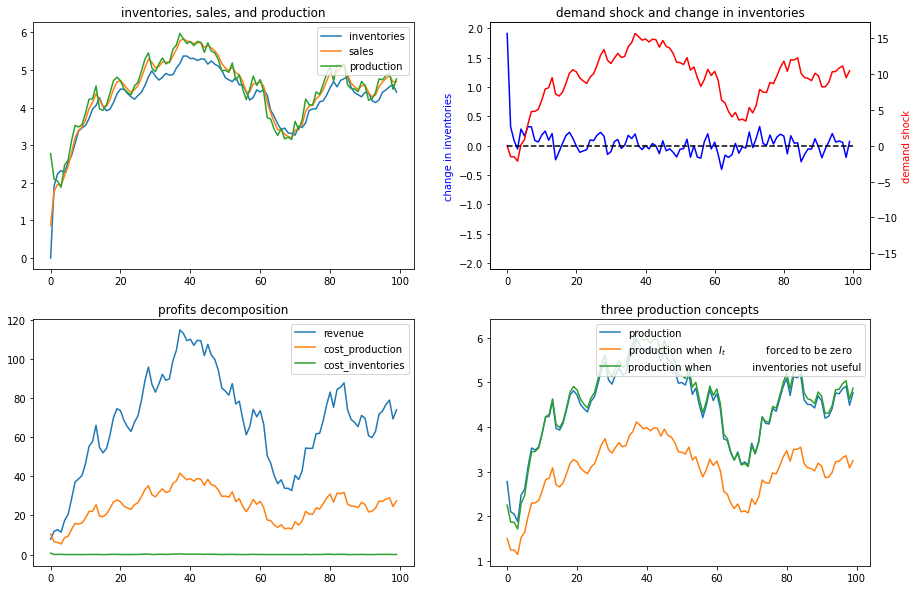 inventories, sales, and production
inventories
sales
production
6
5
4
3
2
1
0
0 20 40 60 80 100
demand shock and change in inventories
change in inventories
2.0
1.5
1.0
0.5
0.0
−0.5
−1.0
−1.5
−2.0
15
10
5
0
−5
−10
−15
demand shock
0 20 40 60 80 100
profits decomposition
revenue
cost_production
cost_inventories
120
100
80
60
40
20
0
0 20 40 60 80 100
three production concepts
production
production when I_t forced to be zero
production when inventories not useful
6
5
4
3
2
1
0 20 40 60 80 100